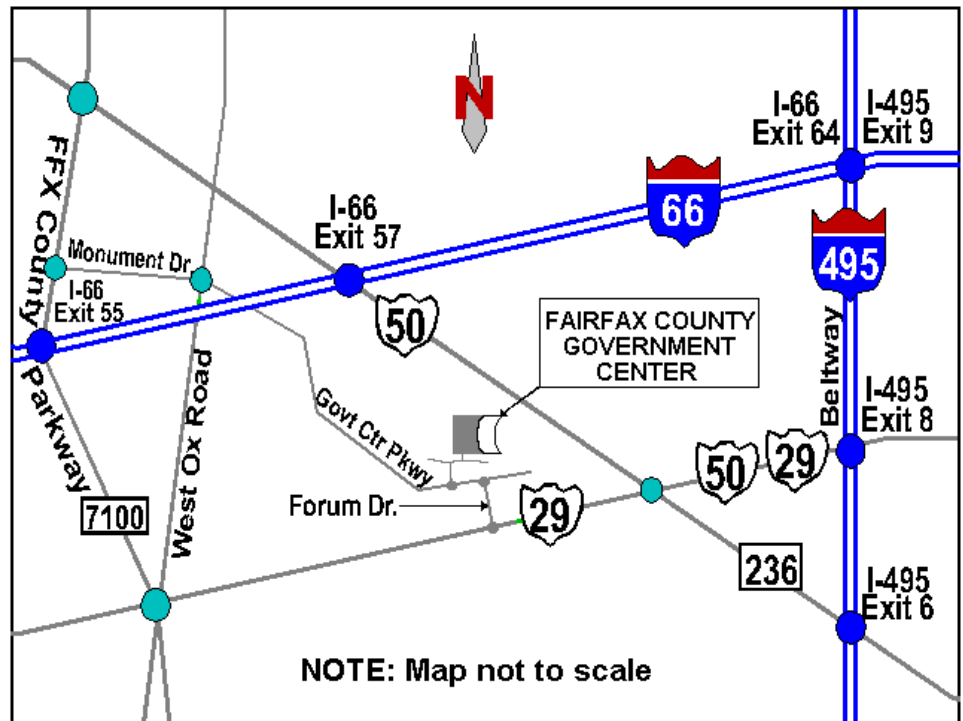 N
I-66
Exit 64
I-495
Exit 9
FFX County
Parkway
66
I-66
Exit 57
495
Monument Dr.
I-66
Exit 55
50
FAIRFAX COUNTY
GOVERNMENT
CENTER
Beltway
West Ox Road
Govt Ctr Pkwy
I-495
Exit 8
50
29
7100
Forum Dr.
29
236
I-495
Exit 6
NOTE: Map not to scale